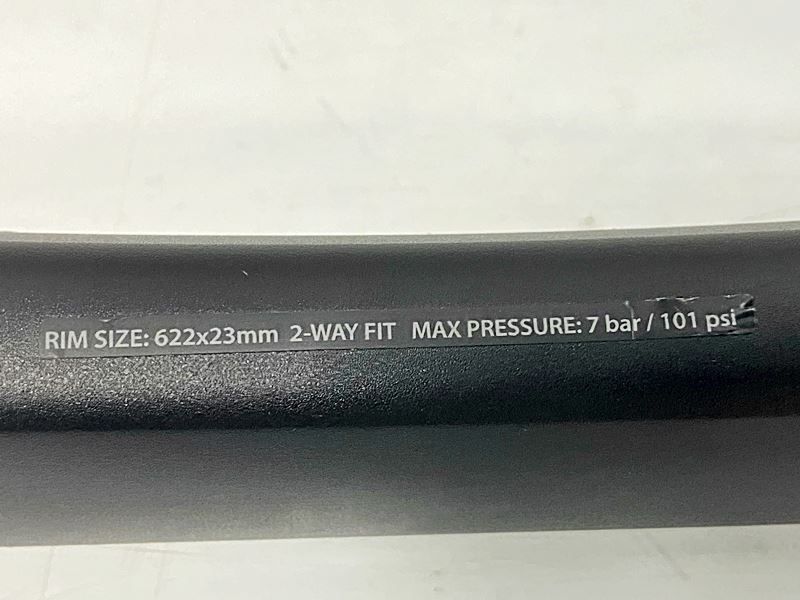 RIM SIZE: 622x23mm 2-WAY FIT MAX PRESSURE: 7 bar / 101 psi